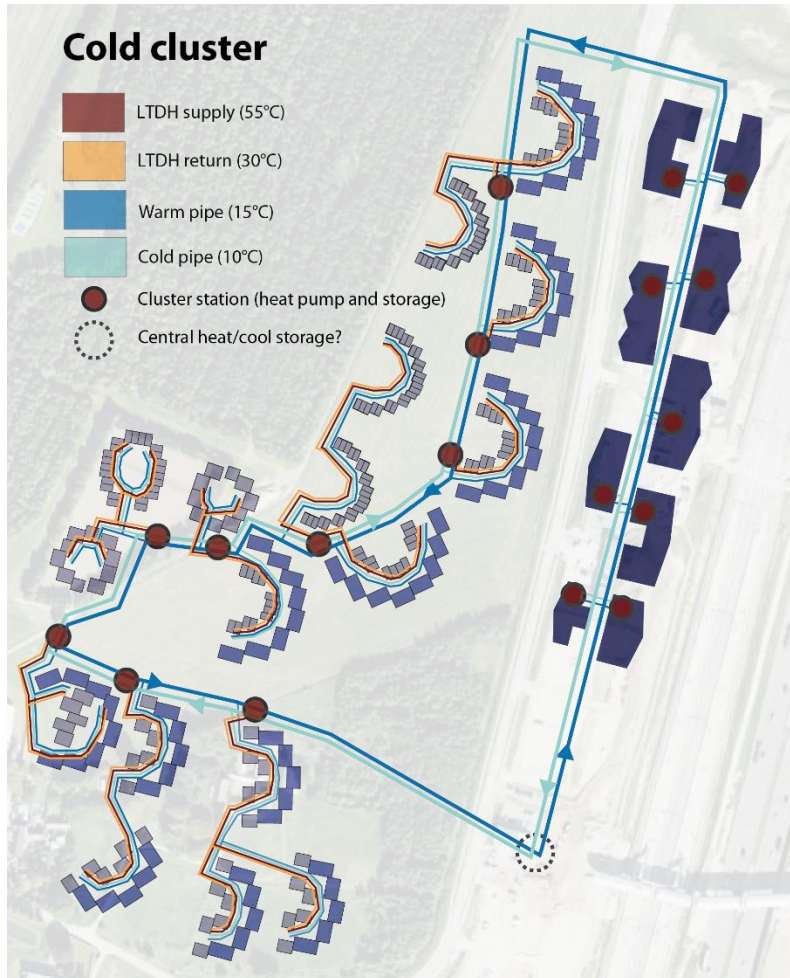 Cold cluster
LTDH supply (55°C)
LTDH return (30°C)
Warm pipe (15°C)
Cold pipe (10°C)
Cluster station (heat pump and storage)
Central heat/cool storage?